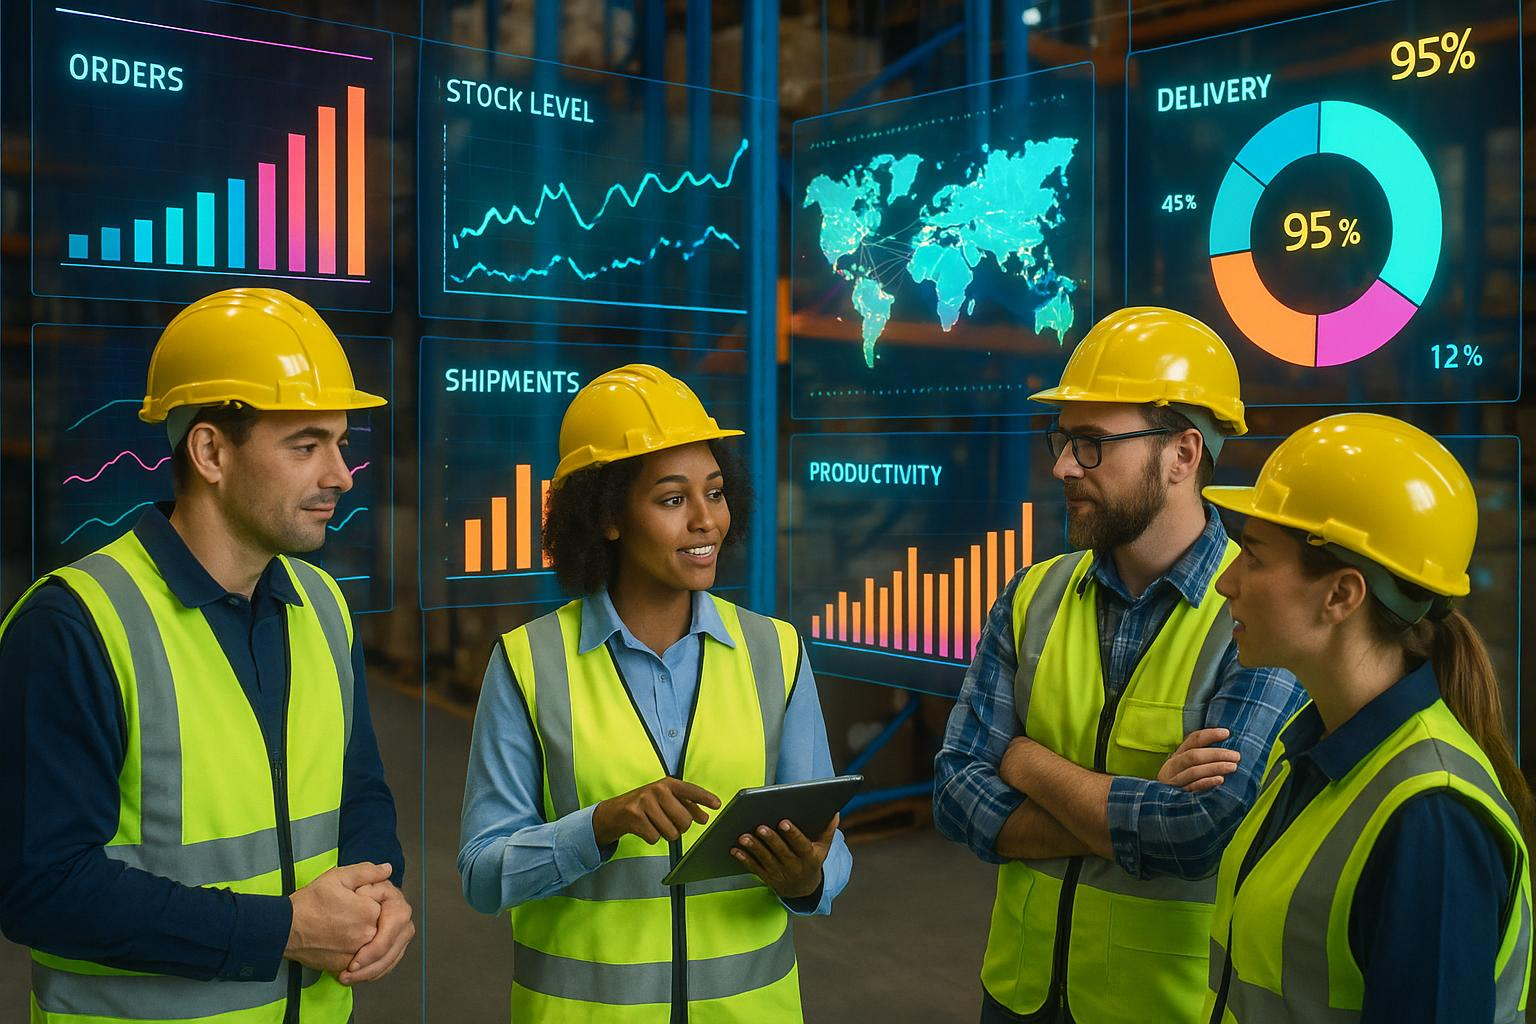 ORDERS
STOCK LEVEL
DELIVERY
95%
45%
95%
12%
SHIPMENTS
PRODUCTIVITY